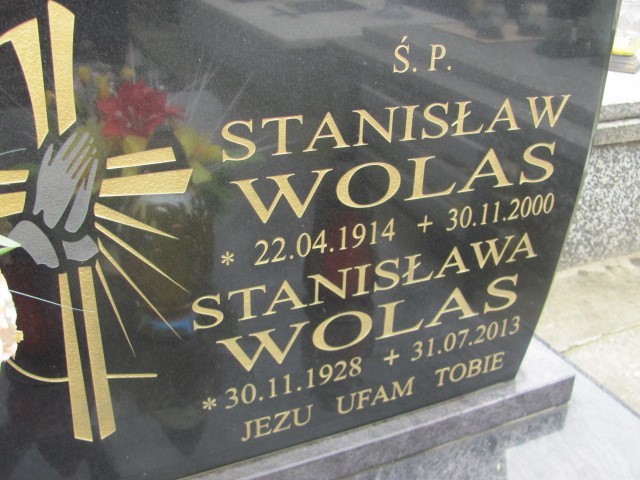 Ś. P.
STANISŁAW
WOLAS
* 22.04.1914 + 30.11.2000
STANISŁAWA
WOLAS
* 30.11.1928 + 31.07.2013
JEZU UFAM TOBIE